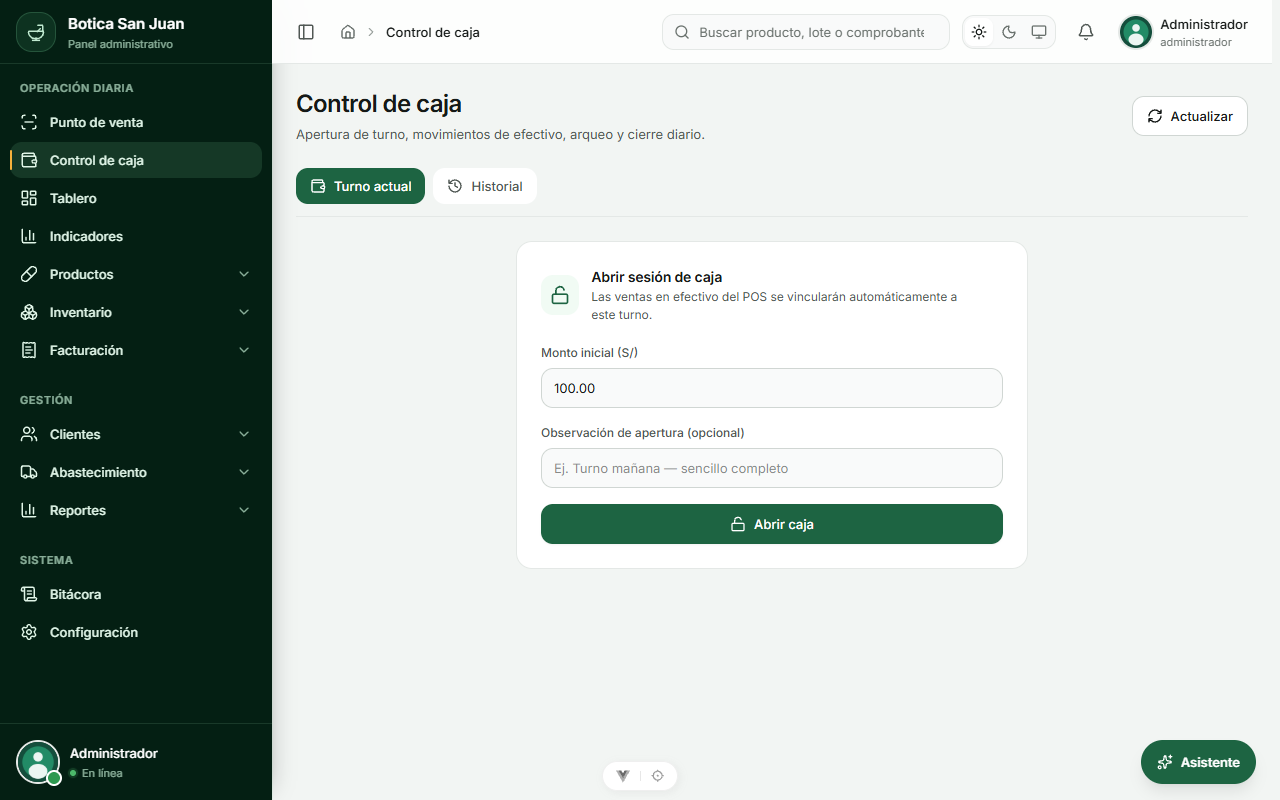 Botica San Juan
Panel administrativo
OPERACIÓN DIARIA
Punto de venta
Control de caja
Tablero
Indicadores
Productos
Inventario
Facturación
GESTIÓN
Clientes
Abastecimiento
Reportes
SISTEMA
Bitácora
Configuración
Administrador
En línea
Control de caja
Buscar producto, lote o comprobante
Administrador
administrador
Control de caja
Apertura de turno, movimientos de efectivo, arqueo y cierre diario.
Actualizar
Turno actual
Historial
Abrir sesión de caja
Las ventas en efectivo del POS se vincularán automáticamente a
este turno.
Monto inicial (S/)
100.00
Observación de apertura (opcional)
Ej. Turno mañana — sencillo completo
Abrir caja
Asistente